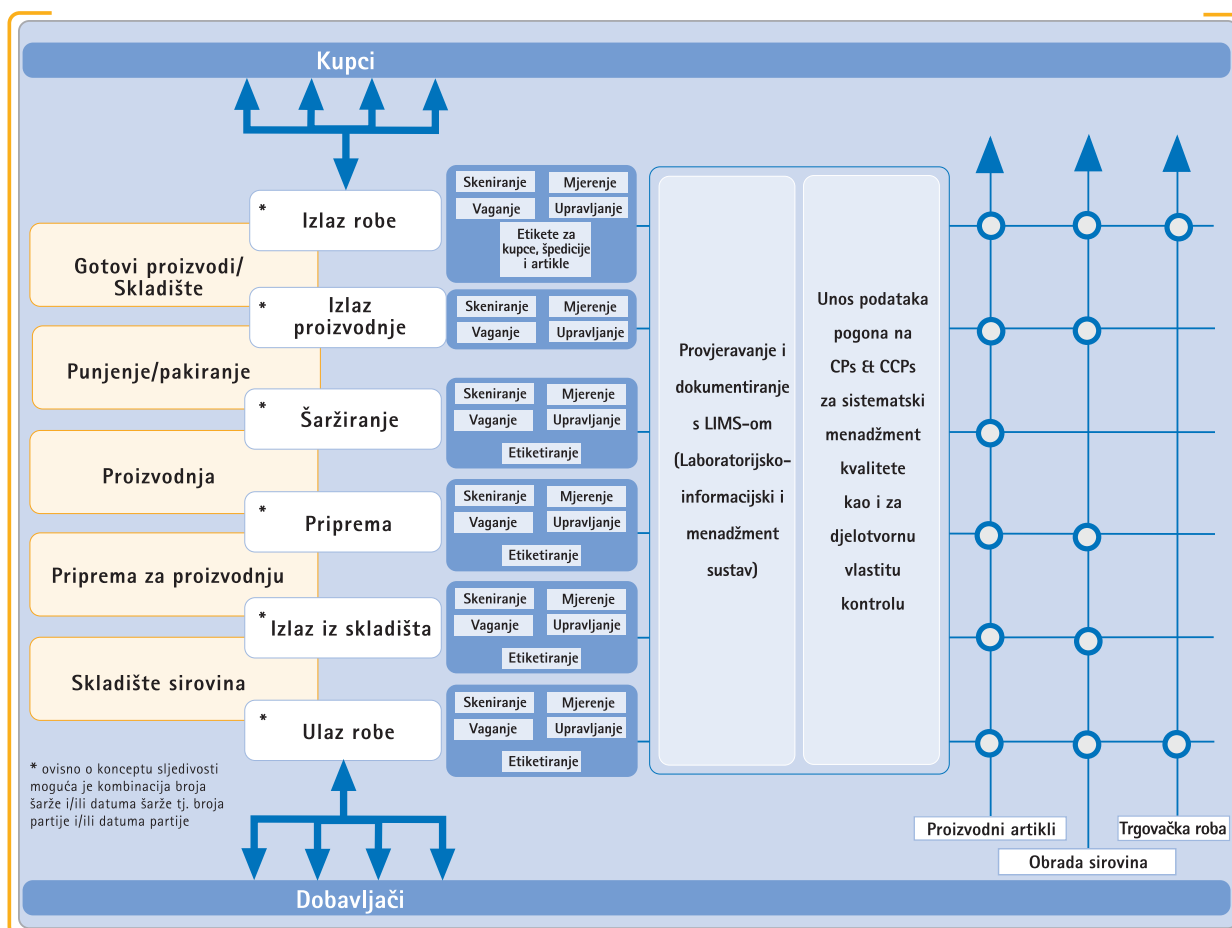 Kupci
* Izlaz robe
Skeniranje Mjerenje
Vaganje Upravljanje
Etikete za
kupce, špedicije
i artikle
Gotovi proizvodi/
Skladište
* Izlaz
proizvodnje
Skeniranje Mjerenje
Vaganje Upravljanje
Punjenje/pakiranje
* Šaržiranje
Skeniranje Mjerenje
Vaganje Upravljanje
Etiketiranje
Proizvodnja
* Priprema
Skeniranje Mjerenje
Vaganje Upravljanje
Etiketiranje
Priprema za proizvodnju
* Izlaz iz skladišta
Skeniranje Mjerenje
Vaganje Upravljanje
Etiketiranje
Skladište sirovina
* Ulaz robe
Skeniranje Mjerenje
Vaganje Upravljanje
Etiketiranje
Provjeravanje i
dokumentiranje
s LIMS-om
(Laboratorijsko-
informacijski i
menadžment
sustav)
Unos podataka
pogona na
CPs & CCPs
za sistematski
menadžment
kvalitete
kao i za
djelotvornu
vlastitu
kontrolu
* ovisno o konceptu sljedivosti
moguća je kombinacija broja
šarže i/ili datuma šarže tj. broja
partije i/ili datuma partije
Proizvodni artikli
Trgovačka roba
Obrada sirovina
Dobavljači